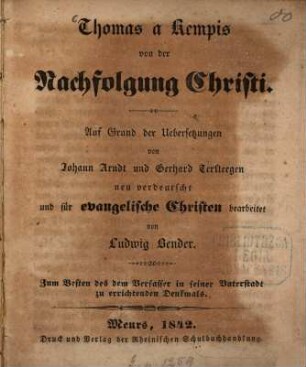 Thomas a Kempis
von der
Nachfolgung Christi.
Auf Grund der Uebersetzungen
von
Johann Arndt und Gerhard Tersteegen
neu verdeutscht
und für evangelische Christen bearbeitet
von
Ludwig Bender.
Zum Besten des dem Verfasser in seiner Vaterstadt
zu errichtenden Denkmals.
Meurs, 1842.
Druck und Verlag der Rheinischen Schulbuchhandlung.